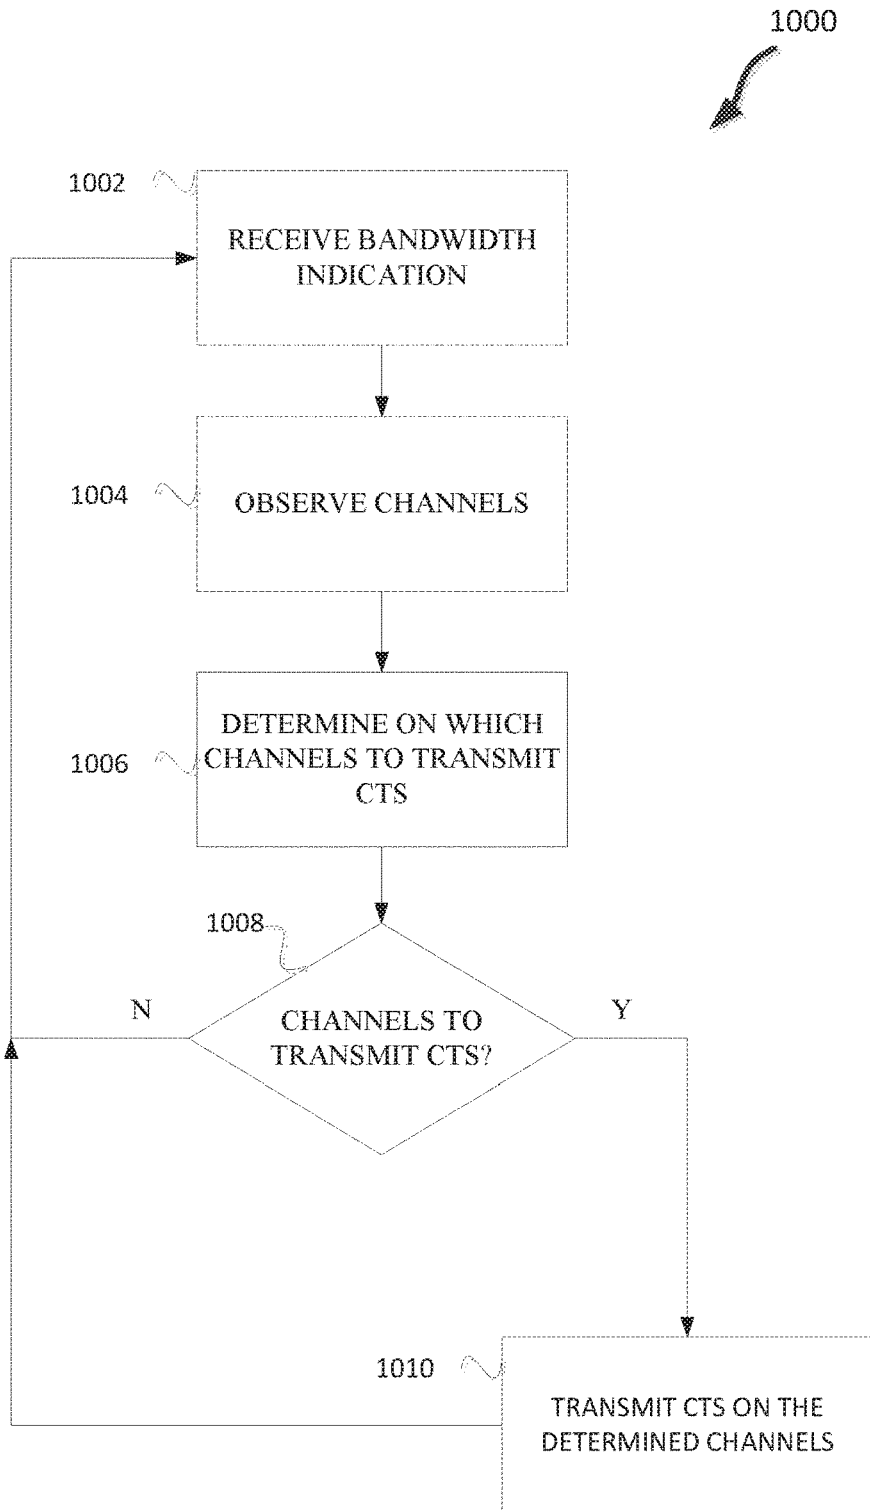 1000
1002
RECEIVE BANDWIDTH
INDICATION
1004
OBSERVE CHANNELS
DETERMINE ON WHICH
CHANNELS TO TRANSMIT
CTS
1006
1008
N
Y
CHANNELS TO
TRANSMIT CTS?
1010
TRANSMIT CTS ON THE
DETERMINED CHANNELS